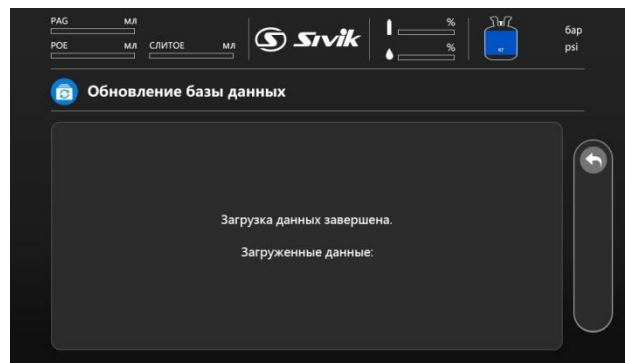 PAG мл
POE мл СЛИТОЕ мл
Sivik
%
%
кг
бар
psi
Обновление базы данных
Загрузка данных завершена.
Загруженные данные: